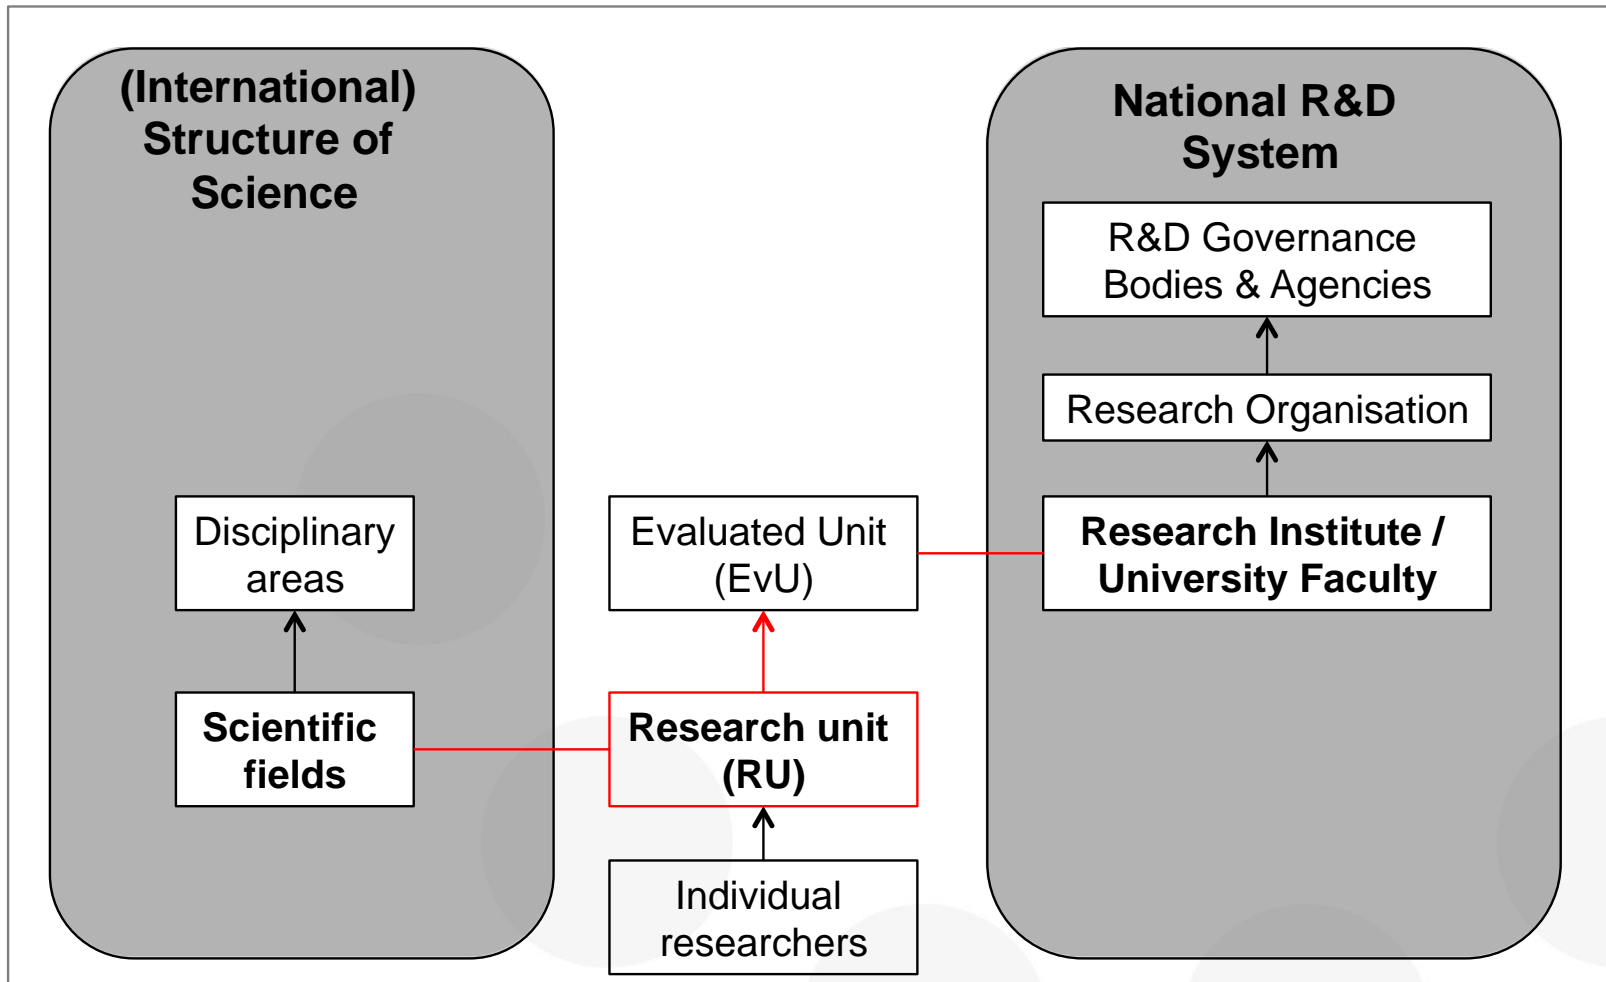 (International)
Structure of
Science
Disciplinary
areas
Scientific
fields
Evaluated Unit
(EvU)
Research unit
(RU)
Individual
researchers
National R&D
System
R&D Governance
Bodies & Agencies
Research Organisation
Research Institute /
University Faculty